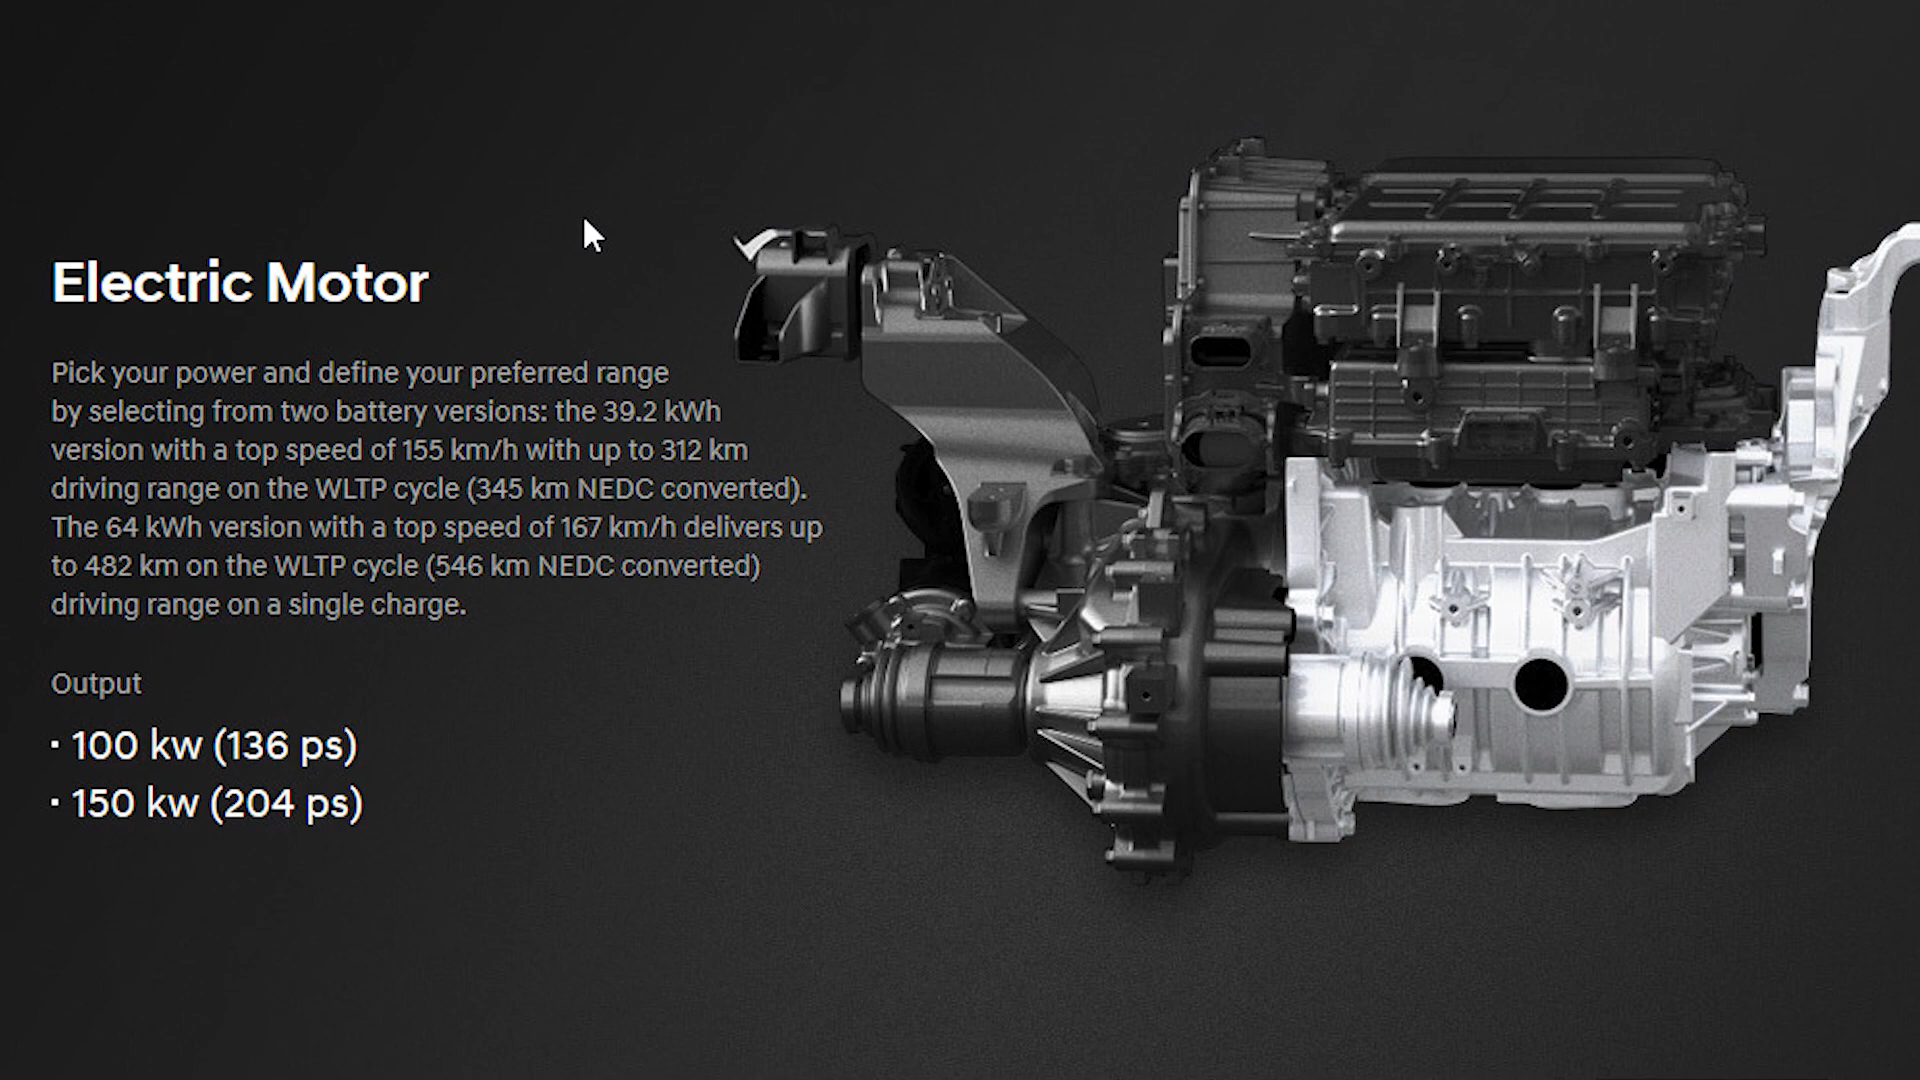 Electric Motor
Pick your power and define your preferred range
by selecting from two battery versions: the 39.2 kWh
version with a top speed of 155 km/h with up to 312 km
driving range on the WLTP cycle (345 km NEDC converted).
The 64 kWh version with a top speed of 167 km/h delivers up
to 482 km on the WLTP cycle (546 km NEDC converted)
driving range on a single charge.
Output
· 100 kw (136 ps)
· 150 kw (204 ps)